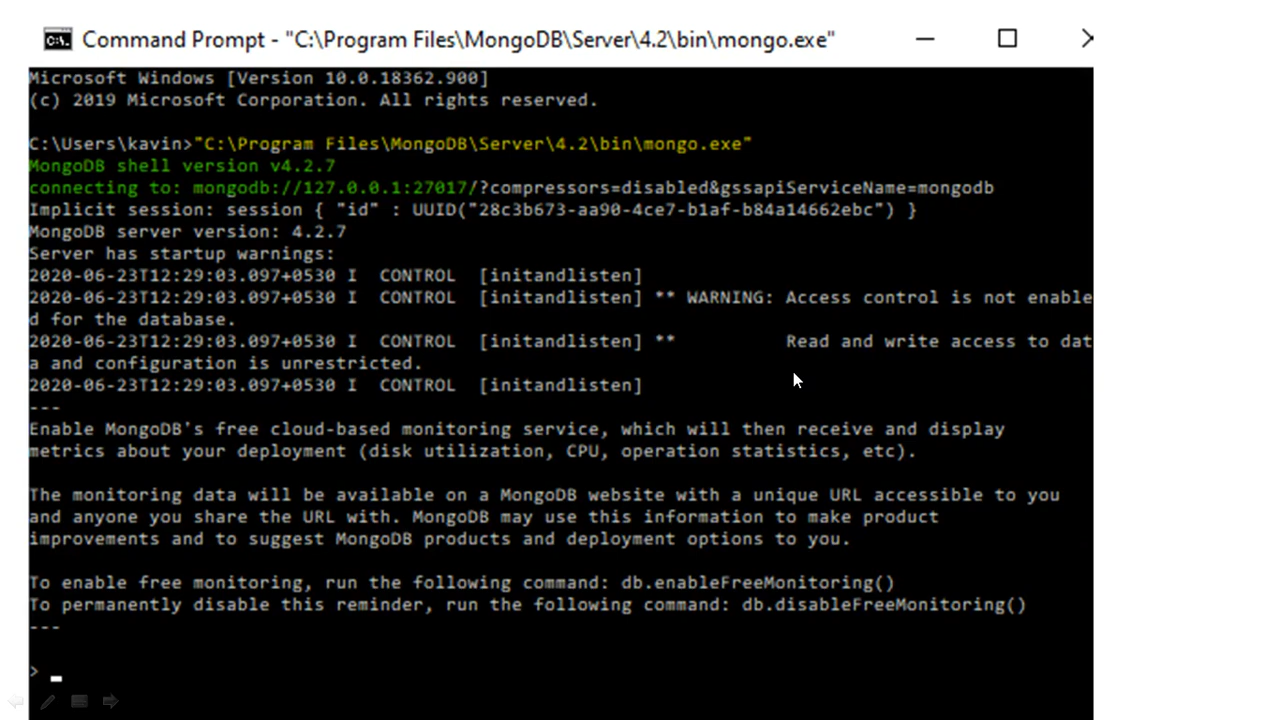 Command Prompt - "C:\Program Files\MongoDB\Server\4.2\bin\mongo.exe"
Microsoft Windows [Version 10.0.18362.900]
(c) 2019 Microsoft Corporation. All rights reserved.
C:\Users\kavin>"C:\Program Files\MongoDB\Server\4.2\bin\mongo.exe"
MongoDB shell version v4.2.7
connecting to: mongodb://127.0.0.1:27017/?compressors=disabled&gssapiServiceName=mongodb
Implicit session: session { "id" : UUID("28c3b673-aa90-4ce7-b1af-b84a14662ebc") }
MongoDB server version: 4.2.7
Server has startup warnings:
2020-06-23T12:29:03.097+0530 I  CONTROL  [initandlisten]
2020-06-23T12:29:03.097+0530 I  CONTROL  [initandlisten] ** WARNING: Access control is not enable
d for the database.
2020-06-23T12:29:03.097+0530 I  CONTROL  [initandlisten] **          Read and write access to dat
a and configuration is unrestricted.
2020-06-23T12:29:03.097+0530 I  CONTROL  [initandlisten]
---
Enable MongoDB's free cloud-based monitoring service, which will then receive and display
metrics about your deployment (disk utilization, CPU, operation statistics, etc).
The monitoring data will be available on a MongoDB website with a unique URL accessible to you
and anyone you share the URL with. MongoDB may use this information to make product
improvements and to suggest MongoDB products and deployment options to you.
To enable free monitoring, run the following command: db.enableFreeMonitoring()
To permanently disable this reminder, run the following command: db.disableFreeMonitoring()
---
> _